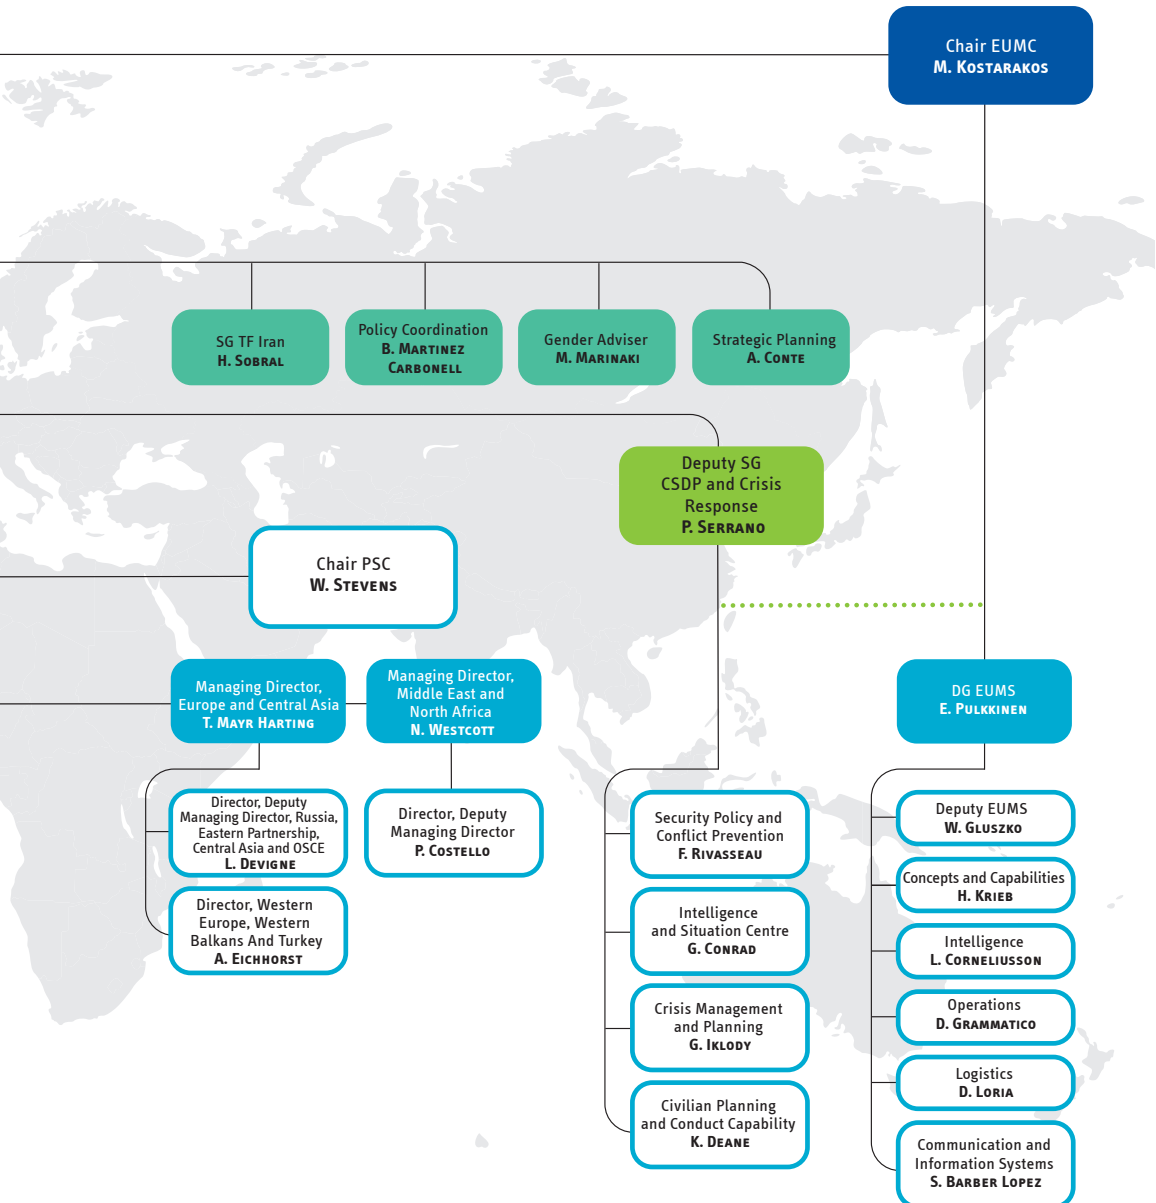 Chair EUMC
M. Kostarakos
SG TF Iran
H. Sobral
Policy Coordination
B. Martinez
Carbonell
Gender Adviser
M. Marinaki
Strategic Planning
A. Conte
Deputy SG
CSDP and Crisis
Response
P. Serrano
Chair PSC
W. Stevens
Managing Director,
Europe and Central Asia
T. Mayr Harting
Managing Director,
Middle East and
North Africa
N. Westcott
DG EUMS
E. Pulkkinen
Director, Deputy
Managing Director, Russia,
Eastern Partnership,
Central Asia and OSCE
L. Devigne
Director, Western
Europe, Western
Balkans And Turkey
A. Eichhorst
Director, Deputy
Managing Director
P. Costello
Security Policy and
Conflict Prevention
F. Rivasseau
Intelligence
and Situation Centre
G. Conrad
Crisis Management
and Planning
G. Iklody
Civilian Planning
and Conduct Capability
K. Deane
Deputy EUMS
W. Gluszko
Concepts and Capabilities
H. Krieb
Intelligence
L. Corneliusson
Operations
D. Grammatico
Logistics
D. Loria
Communication and
Information Systems
S. Barber Lopez